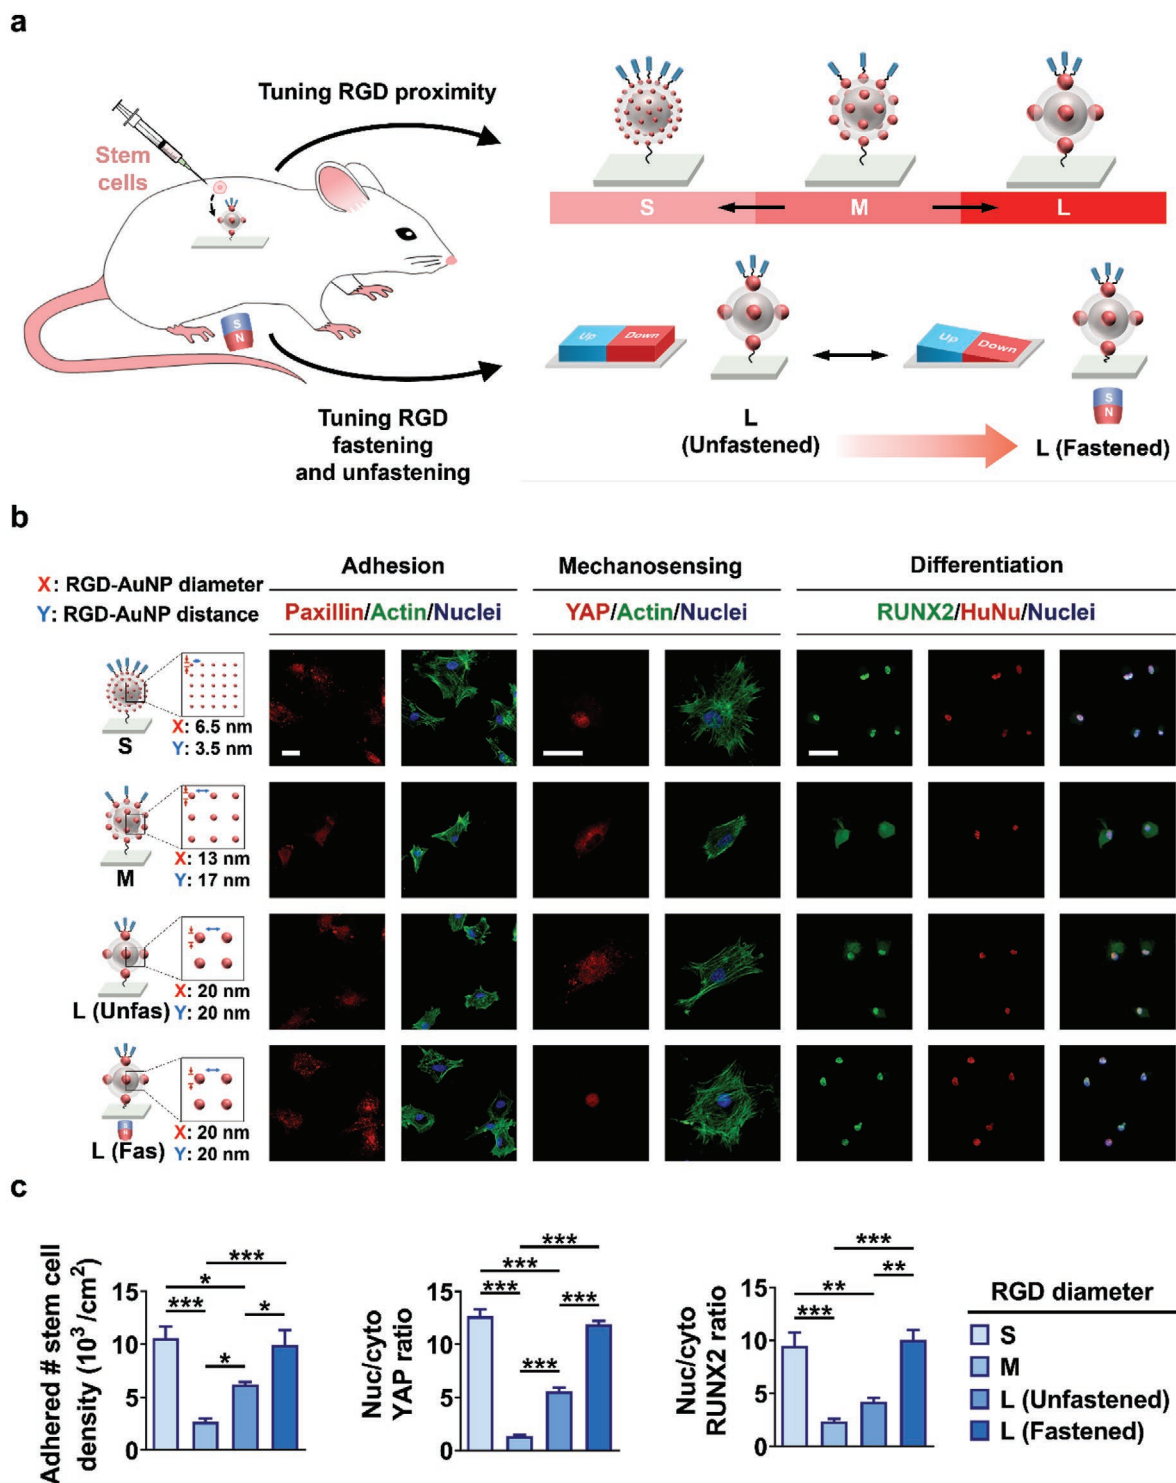 a
Tuning RGD proximity
Stem
cells
S
M
L
S
N
Up
Down
Up
Down
S
N
Tuning RGD
fastening
and unfastening
L
(Unfastened)
L (Fastened)
b
X: RGD-AuNP diameter
Y: RGD-AuNP distance
Adhesion
Mechanosensing
Differentiation
Paxillin/Actin/Nuclei
YAP/Actin/Nuclei
RUNX2/HuNu/Nuclei
X: 6.5 nm
Y: 3.5 nm
S
X: 13 nm
Y: 17 nm
M
X: 20 nm
Y: 20 nm
L (Unfas)
X: 20 nm
Y: 20 nm
L (Fas)
c
Adhered # stem cell
density (10³ /cm²)
15
10
5
0
***
*
***
*
*
Nuc/cyto
YAP ratio
15
10
5
0
***
***
***
***
***
Nuc/cyto
RUNX2 ratio
15
10
5
0
***
**
***
**
RGD diameter
S
M
L (Unfastened)
L (Fastened)